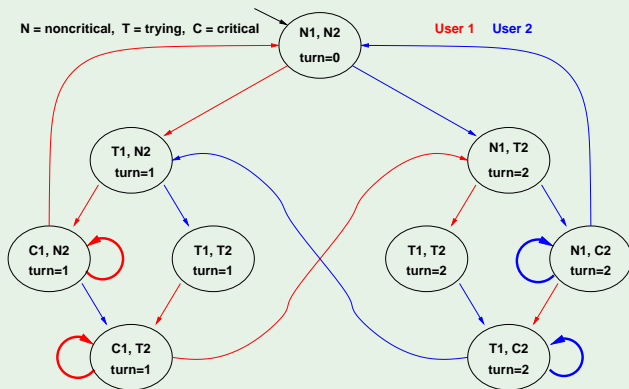 N = noncritical, T = trying, C = critical
User 1 User 2
N1, N2
turn=0
T1, N2
turn=1
N1, T2
turn=2
C1, N2
turn=1
T1, T2
turn=1
T1, T2
turn=2
N1, C2
turn=2
C1, T2
turn=1
T1, C2
turn=2